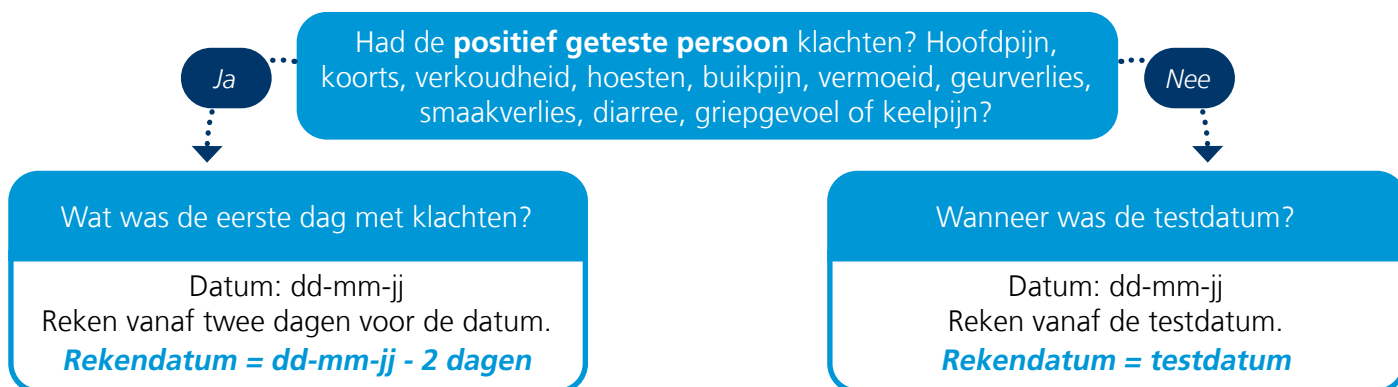 Had de positief geteste persoon klachten? Hoofdpijn,
koorts, verkoudheid, hoesten, buikpijn, vermoeid, geurverlies,
smaakverlies, diarree, griepgevoel of keelpijn?
Ja
Nee
Wat was de eerste dag met klachten?
Datum: dd-mm-jj
Reken vanaf twee dagen voor de datum.
Rekendatum = dd-mm-jj - 2 dagen
Wanneer was de testdatum?
Datum: dd-mm-jj
Reken vanaf de testdatum.
Rekendatum = testdatum